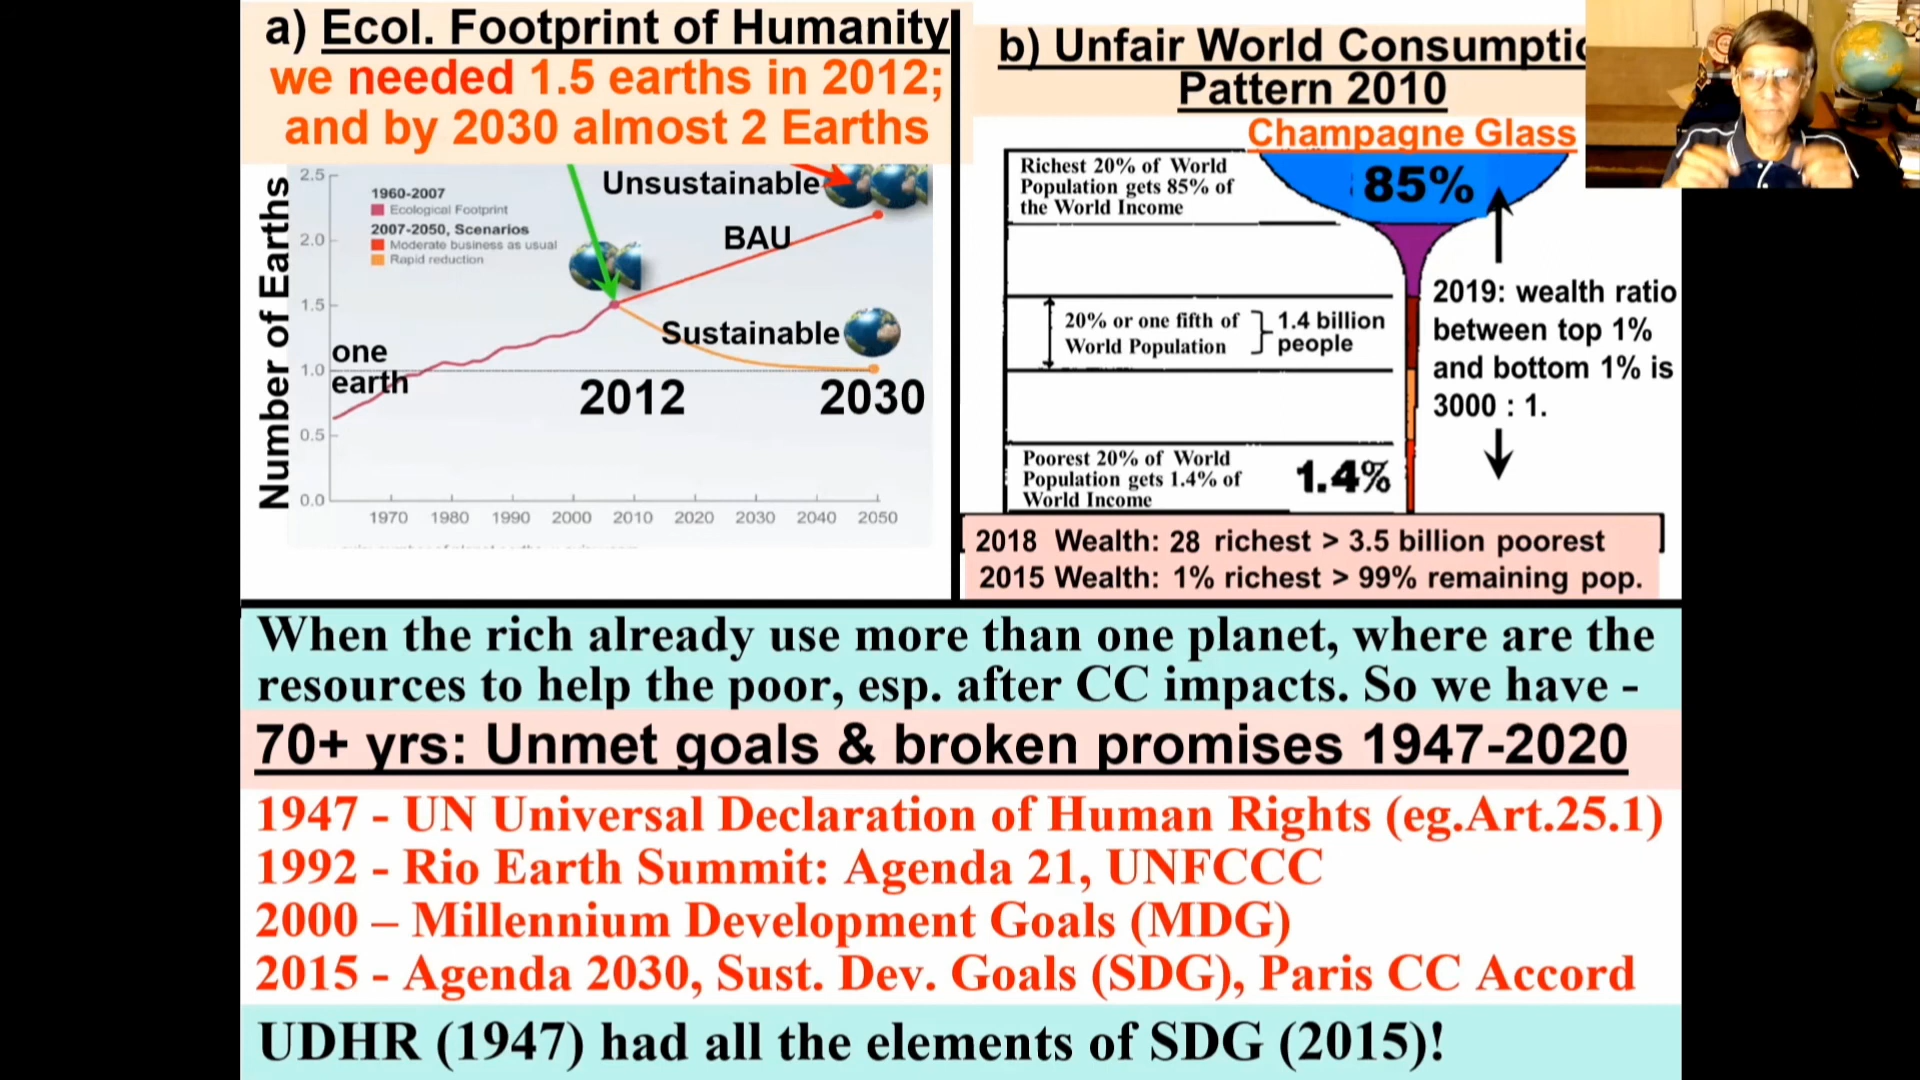 a) Ecol. Footprint of Humanity
we needed 1.5 earths in 2012;
and by 2030 almost 2 Earths
Number of Earths
2.5
2.0
1.5
1.0
0.5
0.0
1960-2007
Ecological Footprint
2007-2050, Scenarios
Moderate business as usual
Rapid reduction
Unsustainable
BAU
Sustainable
one
earth
2012
2030
1970 1980 1990 2000 2010 2020 2030 2040 2050
b) Unfair World Consumptio
Pattern 2010
Champagne Glass
Richest 20% of World
Population gets 85% of
the World Income
85%
20% or one fifth of
World Population
1.4 billion
people
2019: wealth ratio
between top 1%
and bottom 1% is
3000 : 1.
Poorest 20% of World
Population gets 1.4% of
World Income
1.4%
2018 Wealth: 28 richest > 3.5 billion poorest
2015 Wealth: 1% richest > 99% remaining pop.
When the rich already use more than one planet, where are the
resources to help the poor, esp. after CC impacts. So we have -
70+ yrs: Unmet goals & broken promises 1947-2020
1947 - UN Universal Declaration of Human Rights (eg.Art.25.1)
1992 - Rio Earth Summit: Agenda 21, UNFCCC
2000 – Millennium Development Goals (MDG)
2015 - Agenda 2030, Sust. Dev. Goals (SDG), Paris CC Accord
UDHR (1947) had all the elements of SDG (2015)!